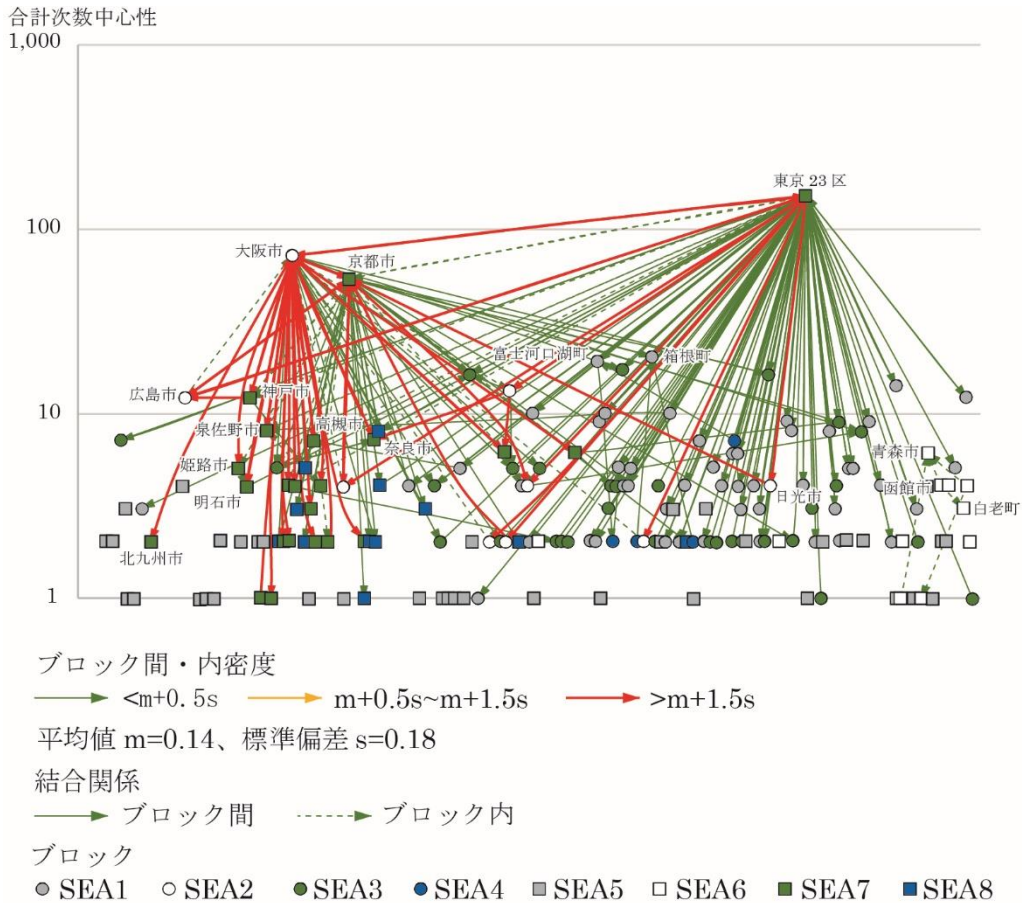 合計次数中心性
1,000
東京 23 区
100
大阪市
京都市
富士河口湖町
箱根町
広島市
神戸市
10
泉佐野市
高槻市
奈良市
青森市
姫路市
明石市
日光市
函館市
白老町
北九州市
1
ブロック間・内密度
<m+0.5s m+0.5s~m+1.5s >m+1.5s
平均値 m=0.14、標準偏差 s=0.18
結合関係
ブロック間 ブロック内
ブロック
SEA1 SEA2 SEA3 SEA4 SEA5 SEA6 SEA7 SEA8